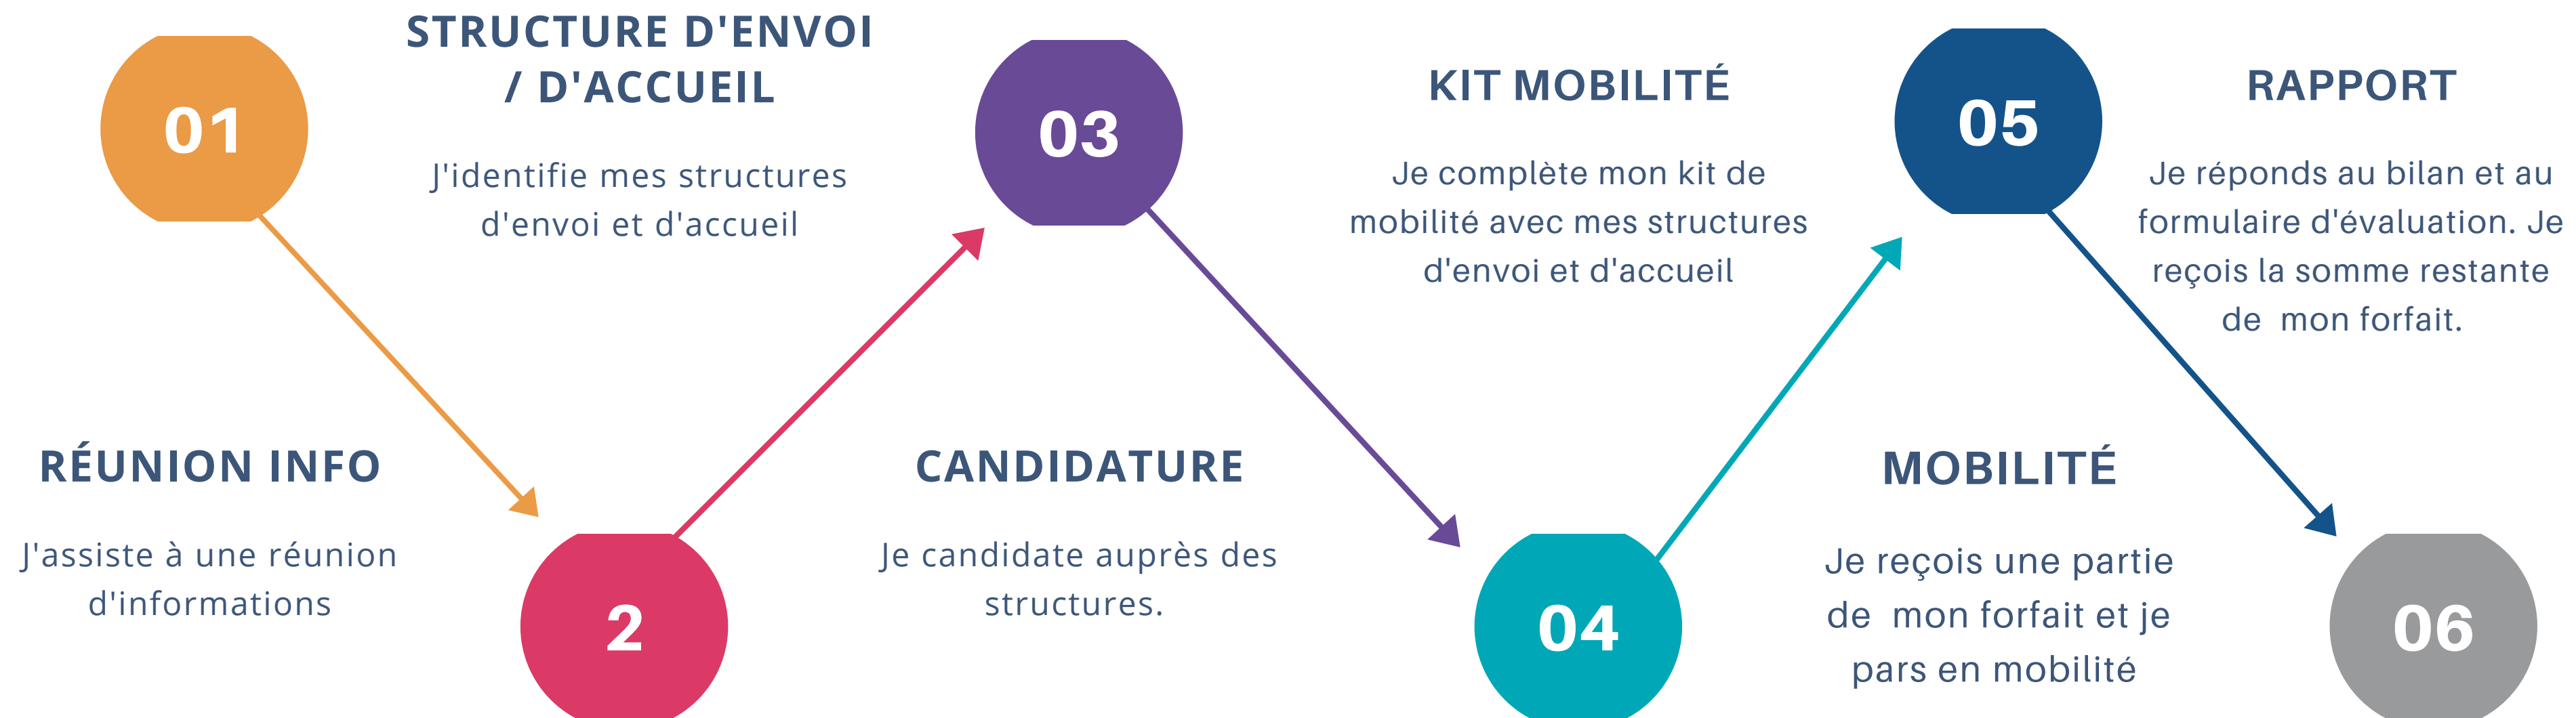 01
RÉUNION INFO
J'assiste à une réunion
d'informations
2
STRUCTURE D'ENVOI
/ D'ACCUEIL
J'identifie mes structures
d'envoi et d'accueil
03
CANDIDATURE
Je candidate auprès des
structures.
04
KIT MOBILITÉ
Je complète mon kit de
mobilité avec mes structures
d'envoi et d'accueil
05
MOBILITÉ
Je reçois une partie
de mon forfait et je
pars en mobilité
06
RAPPORT
Je réponds au bilan et au
formulaire d'évaluation. Je
reçois la somme restante
de mon forfait.